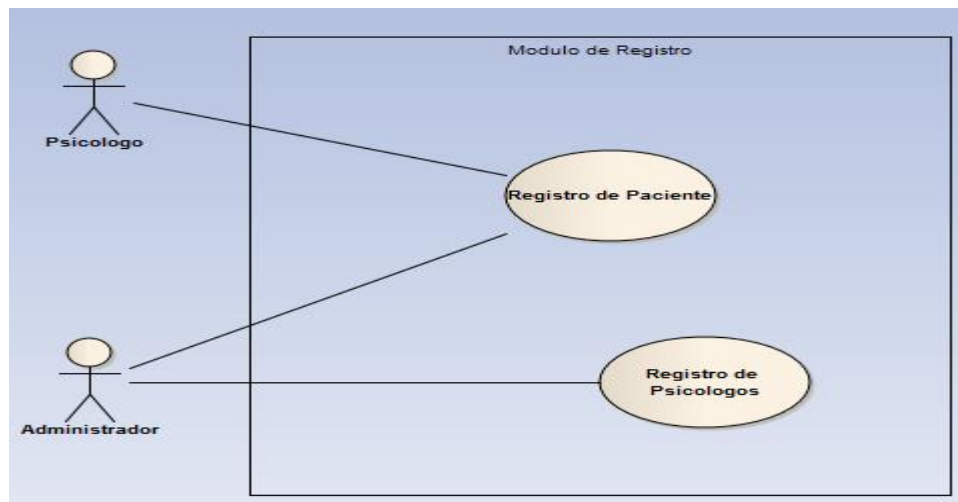 Modulo de Registro
Psicologo
Registro de Paciente
Registro de
Psicologos
Administrador